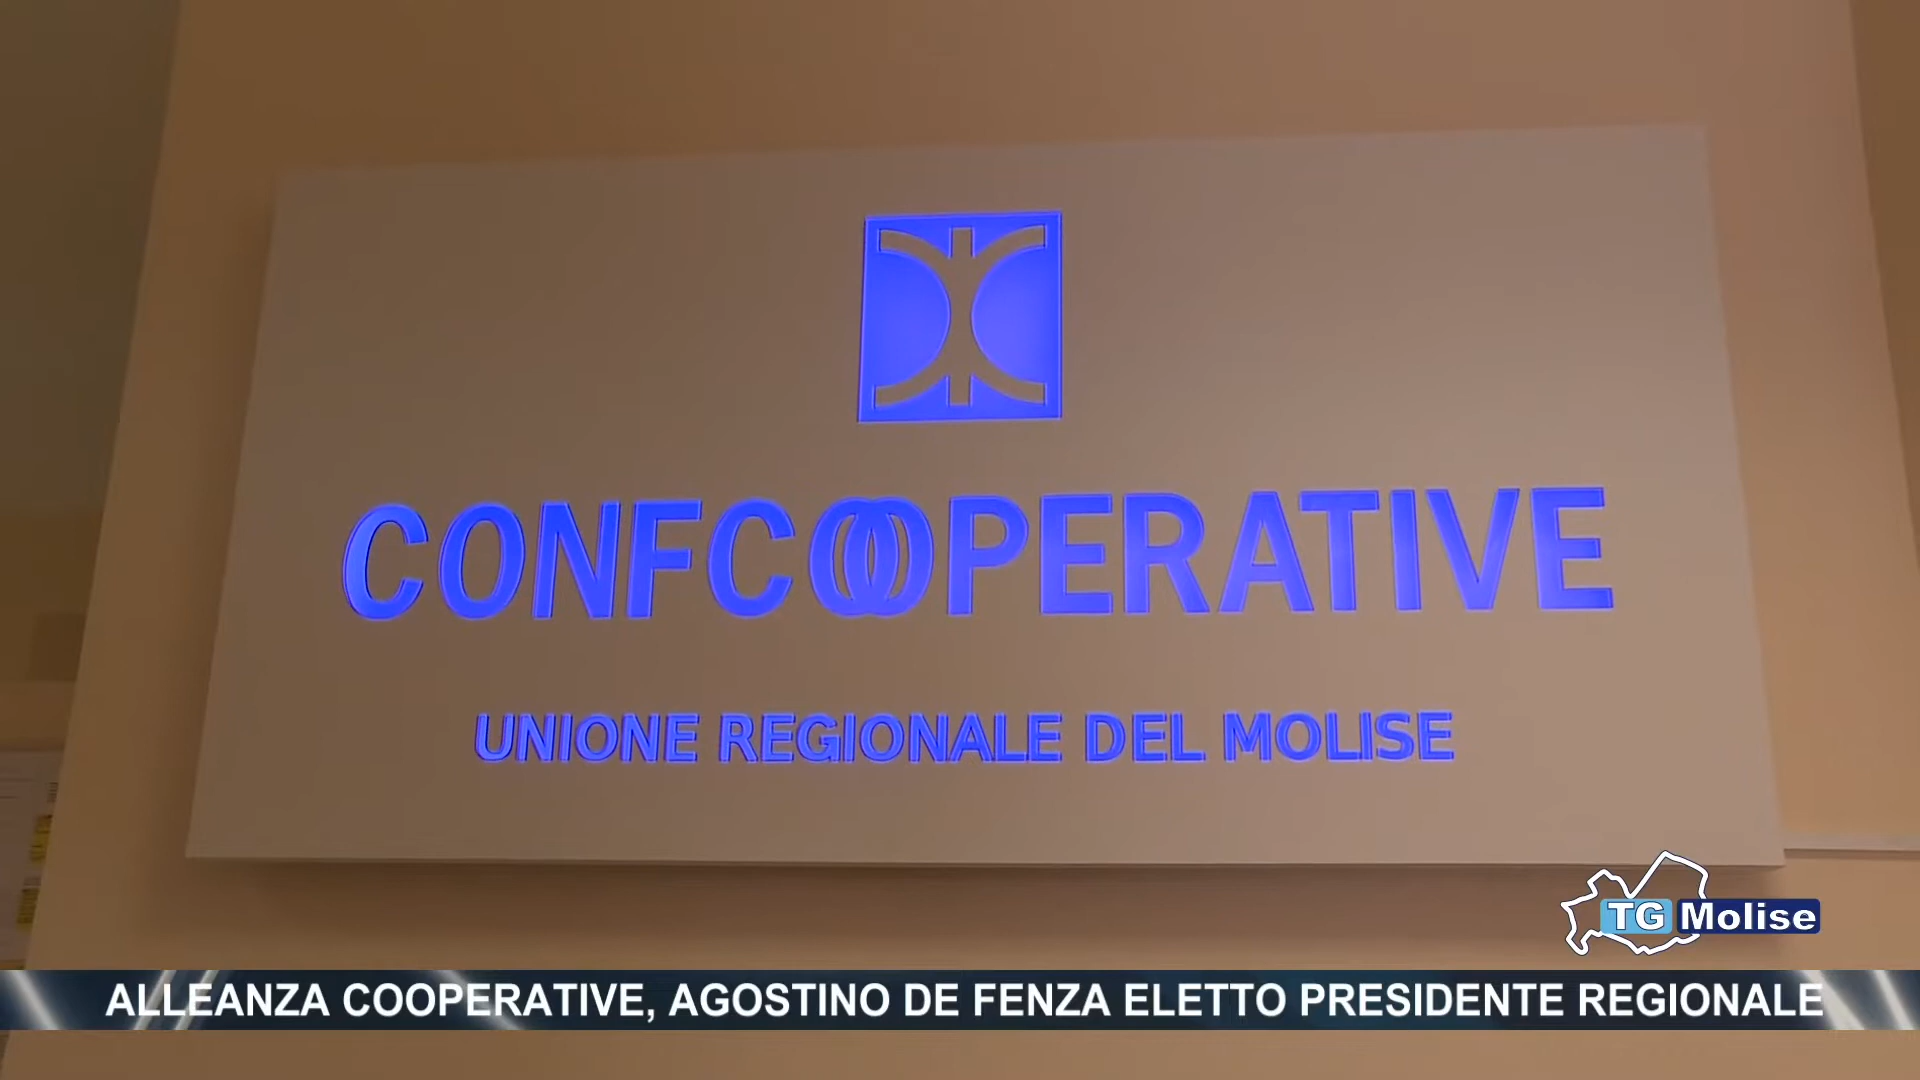 CONFCOOPERATIVE
UNIONE REGIONALE DEL MOLISE
TG Molise
ALLEANZA COOPERATIVE, AGOSTINO DE FENZA ELETTO PRESIDENTE REGIONALE